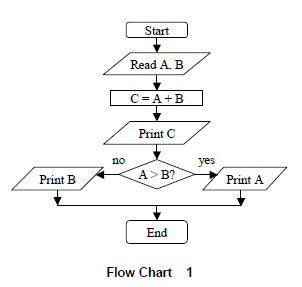 Start
Read A, B
C = A + B
Print C
no
yes
A > B?
Print B
Print A
End
Flow Chart 1